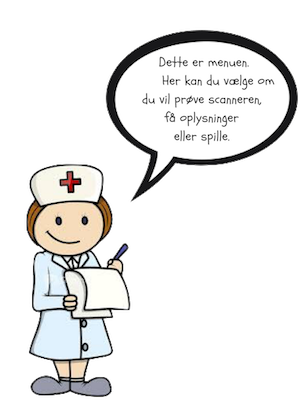 Dette er menuen.
Her kan du vælge om
du vil prøve scanneren,
få oplysninger
eller spille.